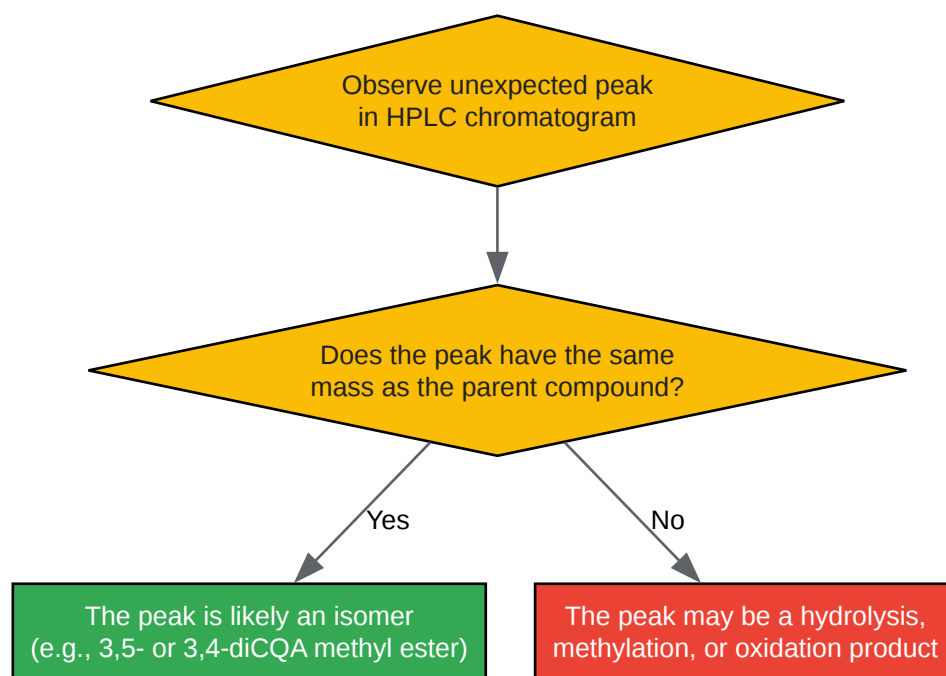 Observe unexpected peak
in HPLC chromatogram
Does the peak have the same
mass as the parent compound?
Yes
No
The peak is likely an isomer
(e.g., 3,5- or 3,4-diCQA methyl ester)
The peak may be a hydrolysis,
methylation, or oxidation product